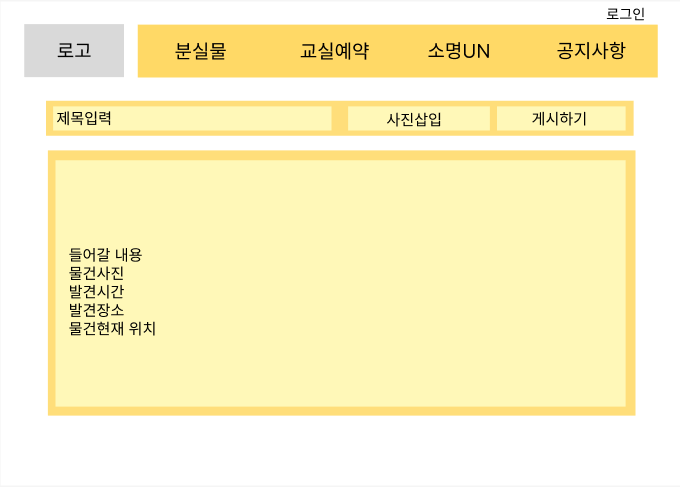 로그인
로고
분실물
교실예약
소명UN
공지사항
제목입력
사진삽입
게시하기
들어갈 내용
물건사진
발견시간
발견장소
물건현재 위치